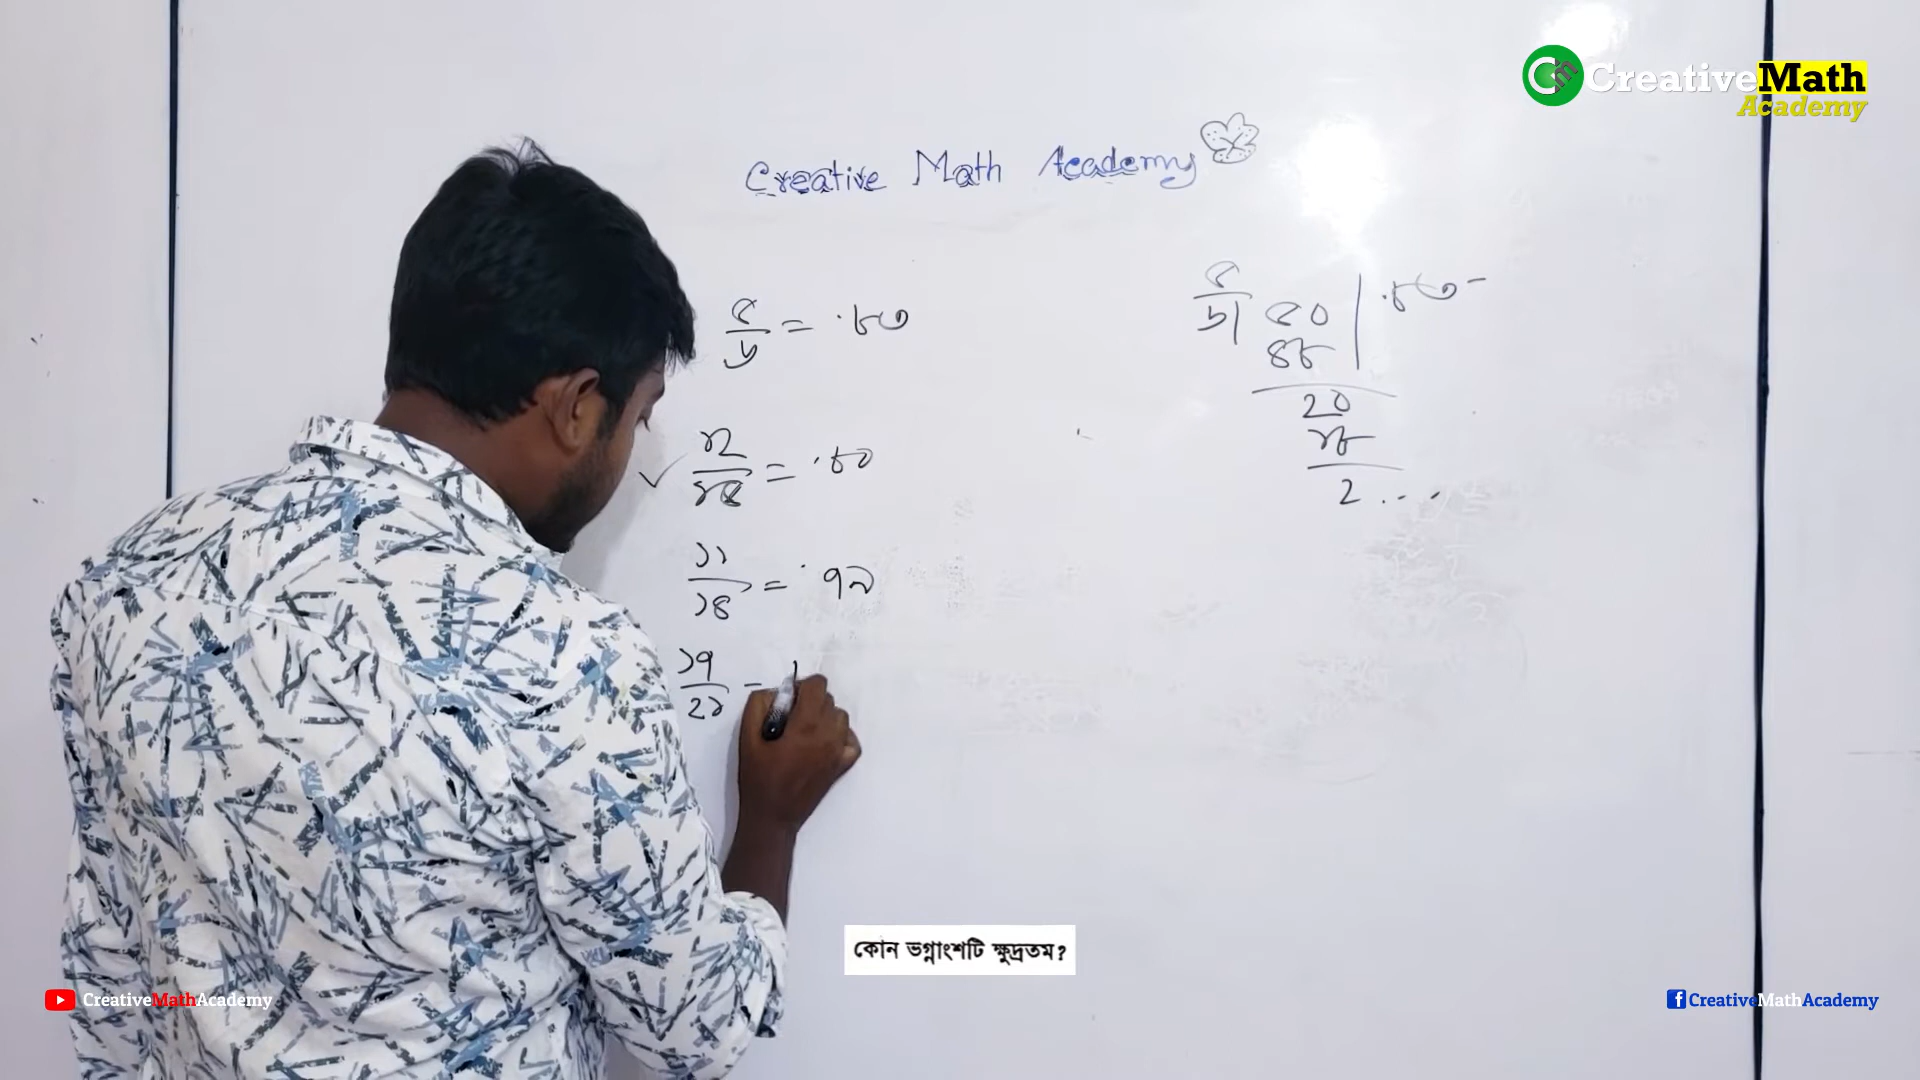 CreativeMath
Academy
Creative Math Academy
৫/৬ = .৮৩
১২/১৫ = .৮০
১১/১৪ = .৭৯
১৭/২১ =
৫
৬) ৫০ | .৮৩
৪৮
২০
১৮
২...
কোন ভগ্নাংশটি ক্ষুদ্রতম?
CreativeMathAcademy
CreativeMathAcademy